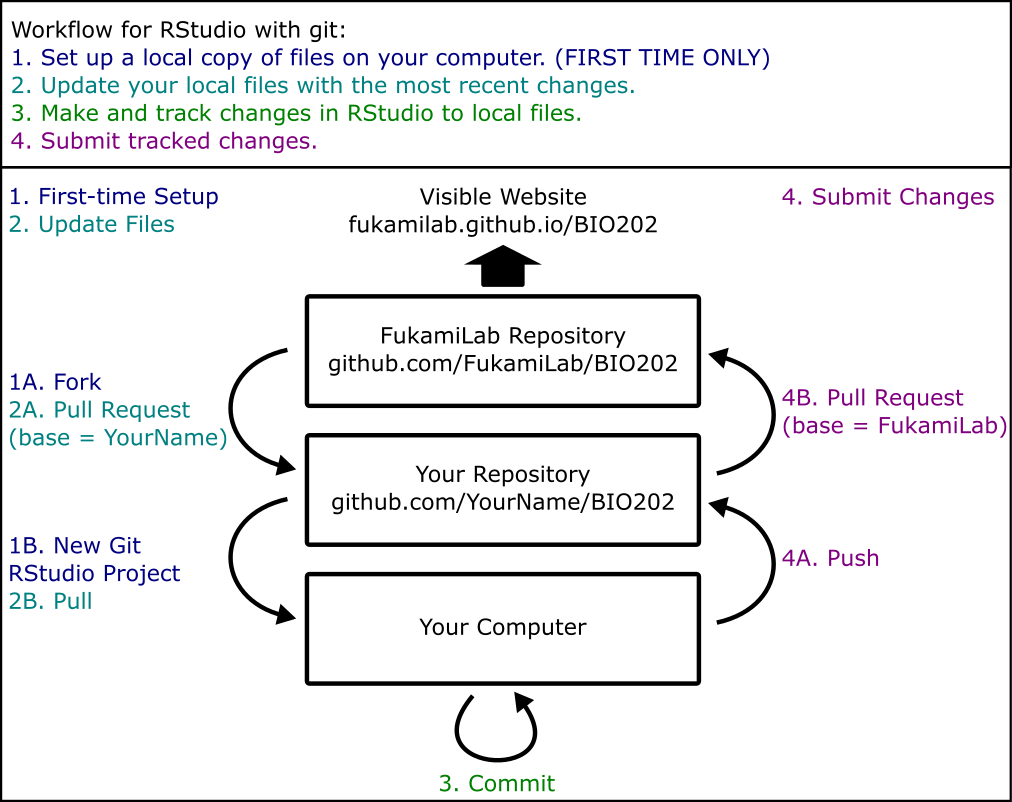 Workflow for RStudio with git:
1. Set up a local copy of files on your computer. (FIRST TIME ONLY)
2. Update your local files with the most recent changes.
3. Make and track changes in RStudio to local files.
4. Submit tracked changes.
1. First-time Setup
2. Update Files
Visible Website
fukamilab.github.io/BIO202
4. Submit Changes
FukamiLab Repository
github.com/FukamiLab/BIO202
1A. Fork
2A. Pull Request
(base = YourName)
4B. Pull Request
(base = FukamiLab)
Your Repository
github.com/YourName/BIO202
1B. New Git
RStudio Project
2B. Pull
4A. Push
Your Computer
3. Commit